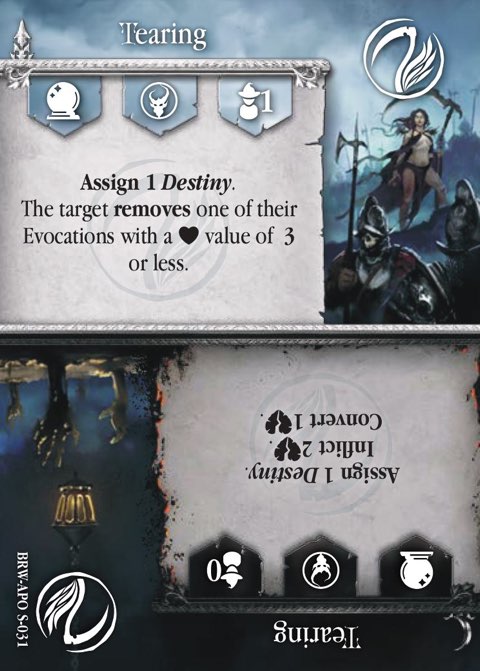 Tearing
1
Assign 1 Destiny.
The target removes one of their
Evocations with a ♥ value of 3
or less.
Tearing
0
Assign 1 Destiny.
Inflict 2 .
Convert 1 .
BRW-APO S-031